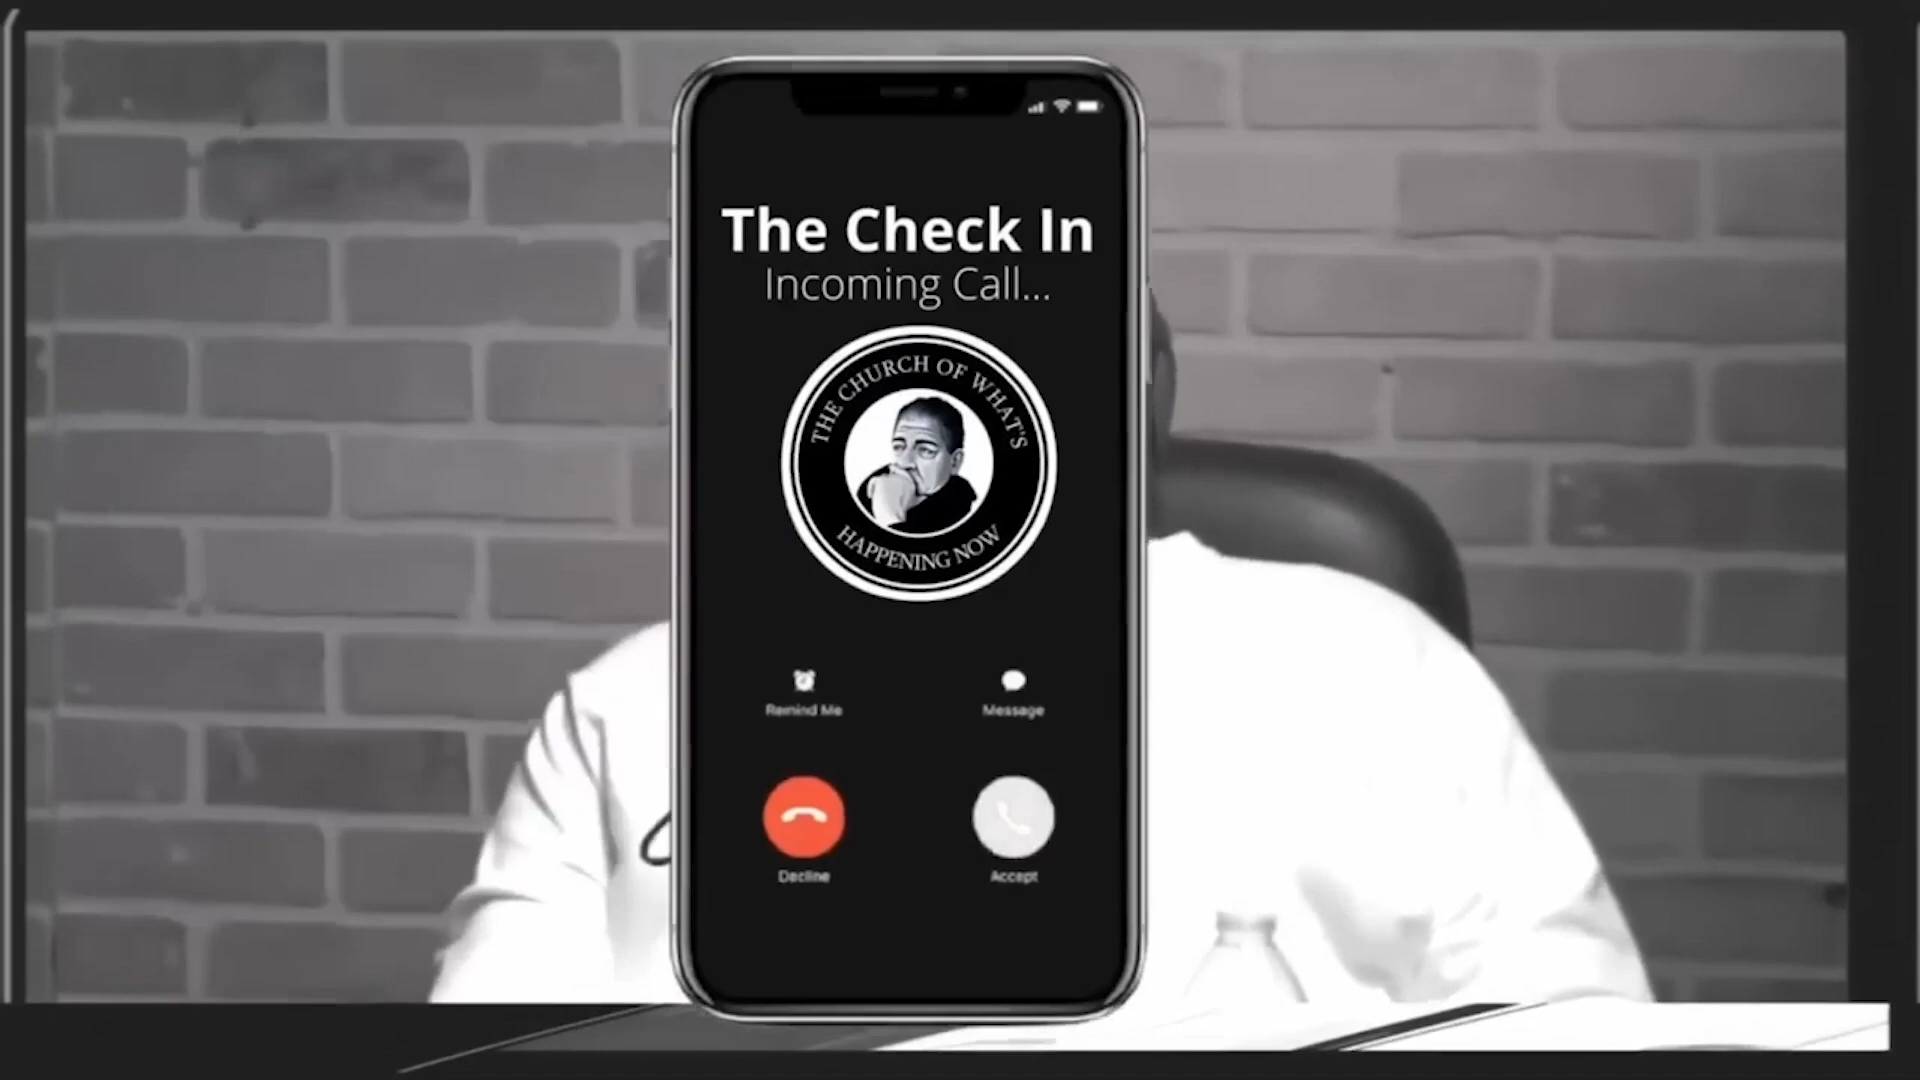 The Check In
Incoming Call...
THE CHURCH OF WHAT'S
HAPPENING NOW
Remind Me
Message
Decline
Accept